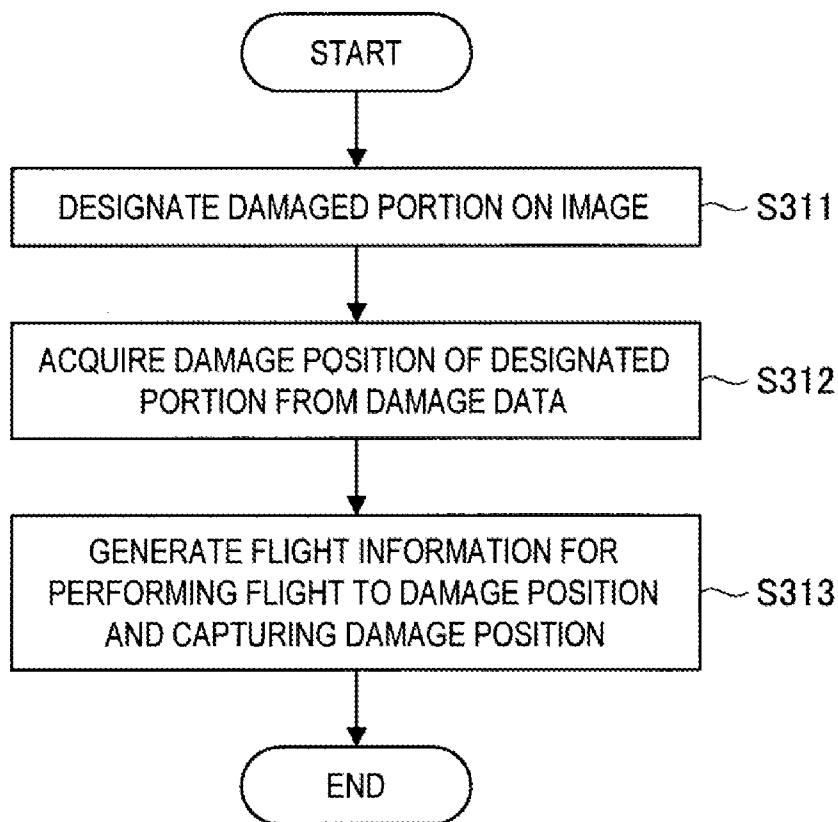 START
DESIGNATE DAMAGED PORTION ON IMAGE
S311
ACQUIRE DAMAGE POSITION OF DESIGNATED
PORTION FROM DAMAGE DATA
S312
GENERATE FLIGHT INFORMATION FOR
PERFORMING FLIGHT TO DAMAGE POSITION
AND CAPTURING DAMAGE POSITION
S313
END